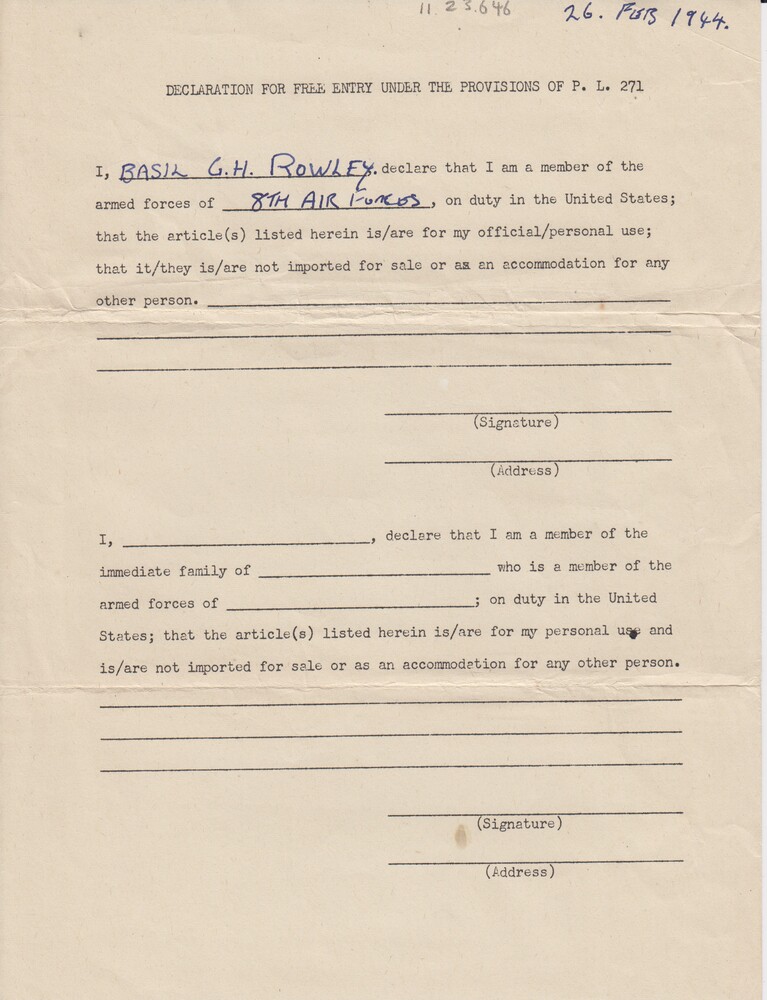 11 23.646
26. FEB 1944.
DECLARATION FOR FREE ENTRY UNDER THE PROVISIONS OF P. L. 271
I, BASIL G.H. ROWLEY. declare that I am a member of the
armed forces of 8TH AIR FORCES, on duty in the United States;
that the article(s) listed herein is/are for my official/personal use;
that it/they is/are not imported for sale or as an accommodation for any
other person.
(Signature)
(Address)
I, , declare that I am a member of the
immediate family of who is a member of the
armed forces of ; on duty in the United
States; that the article(s) listed herein is/are for my personal use and
is/are not imported for sale or as an accommodation for any other person.
(Signature)
(Address)